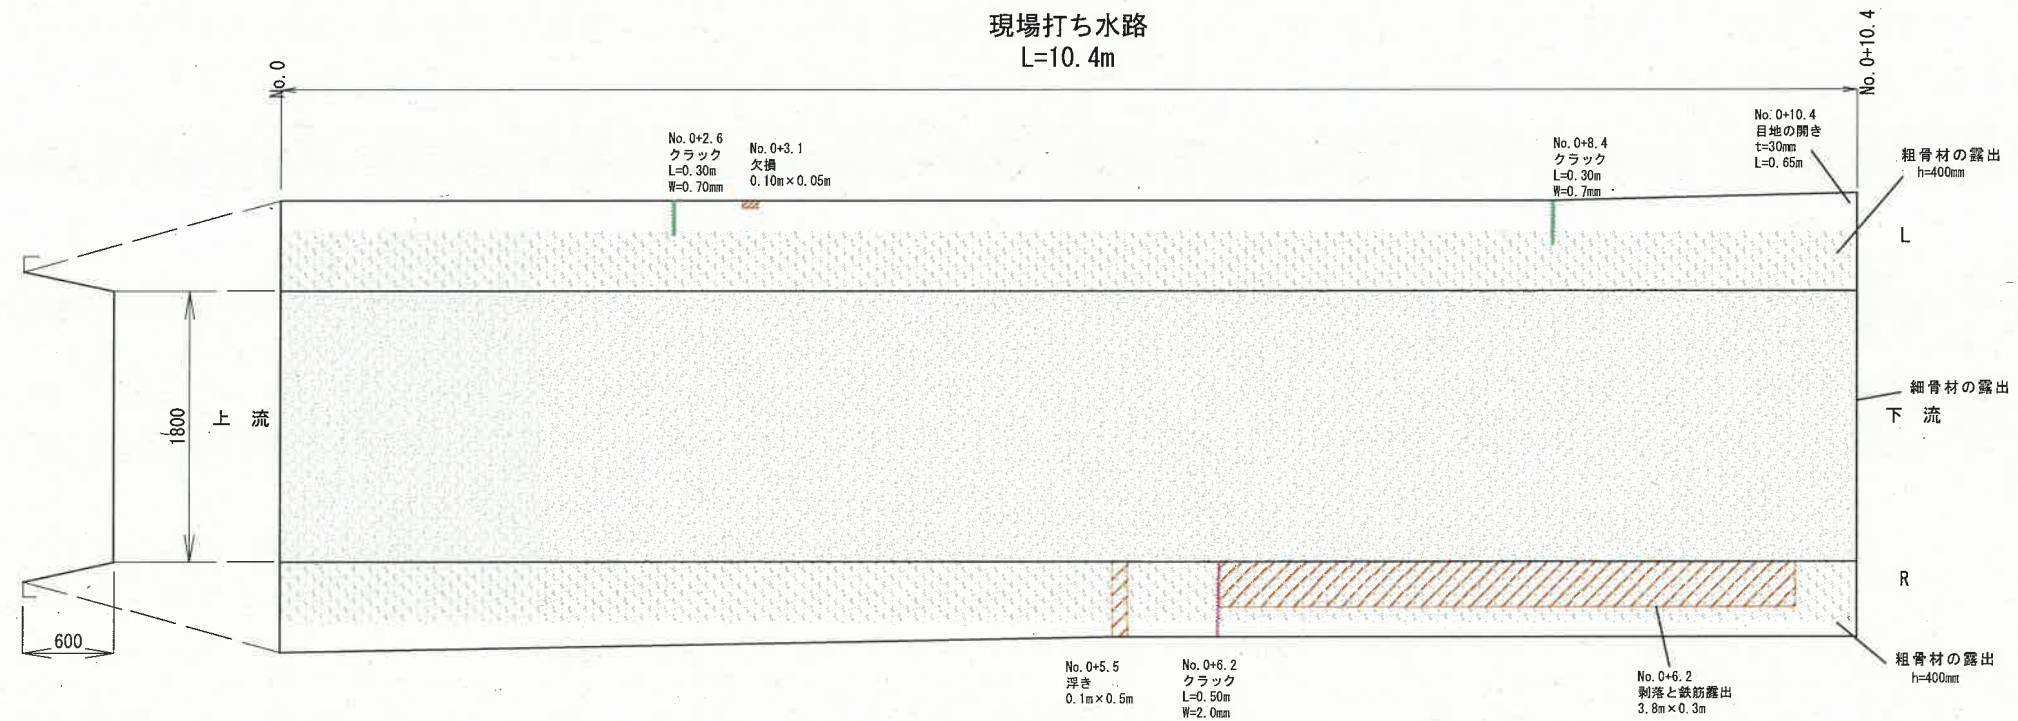 現場打ち水路
L=10.4m
No.0
No.0+10.4
No.0+2.6
クラック
L=0.30m
W=0.70mm
No.0+3.1
欠損
0.10m×0.05m
No.0+8.4
クラック
L=0.30m
W=0.7mm
No.0+10.4
目地の開き
t=30mm
L=0.65m
粗骨材の露出
h=400mm
L
1800
上 流
細骨材の露出
下 流
R
600
No.0+5.5
浮き
0.1m×0.5m
No.0+6.2
クラック
L=0.50m
W=2.0mm
No.0+6.2
剥落と鉄筋露出
3.8m×0.3m
粗骨材の露出
h=400mm